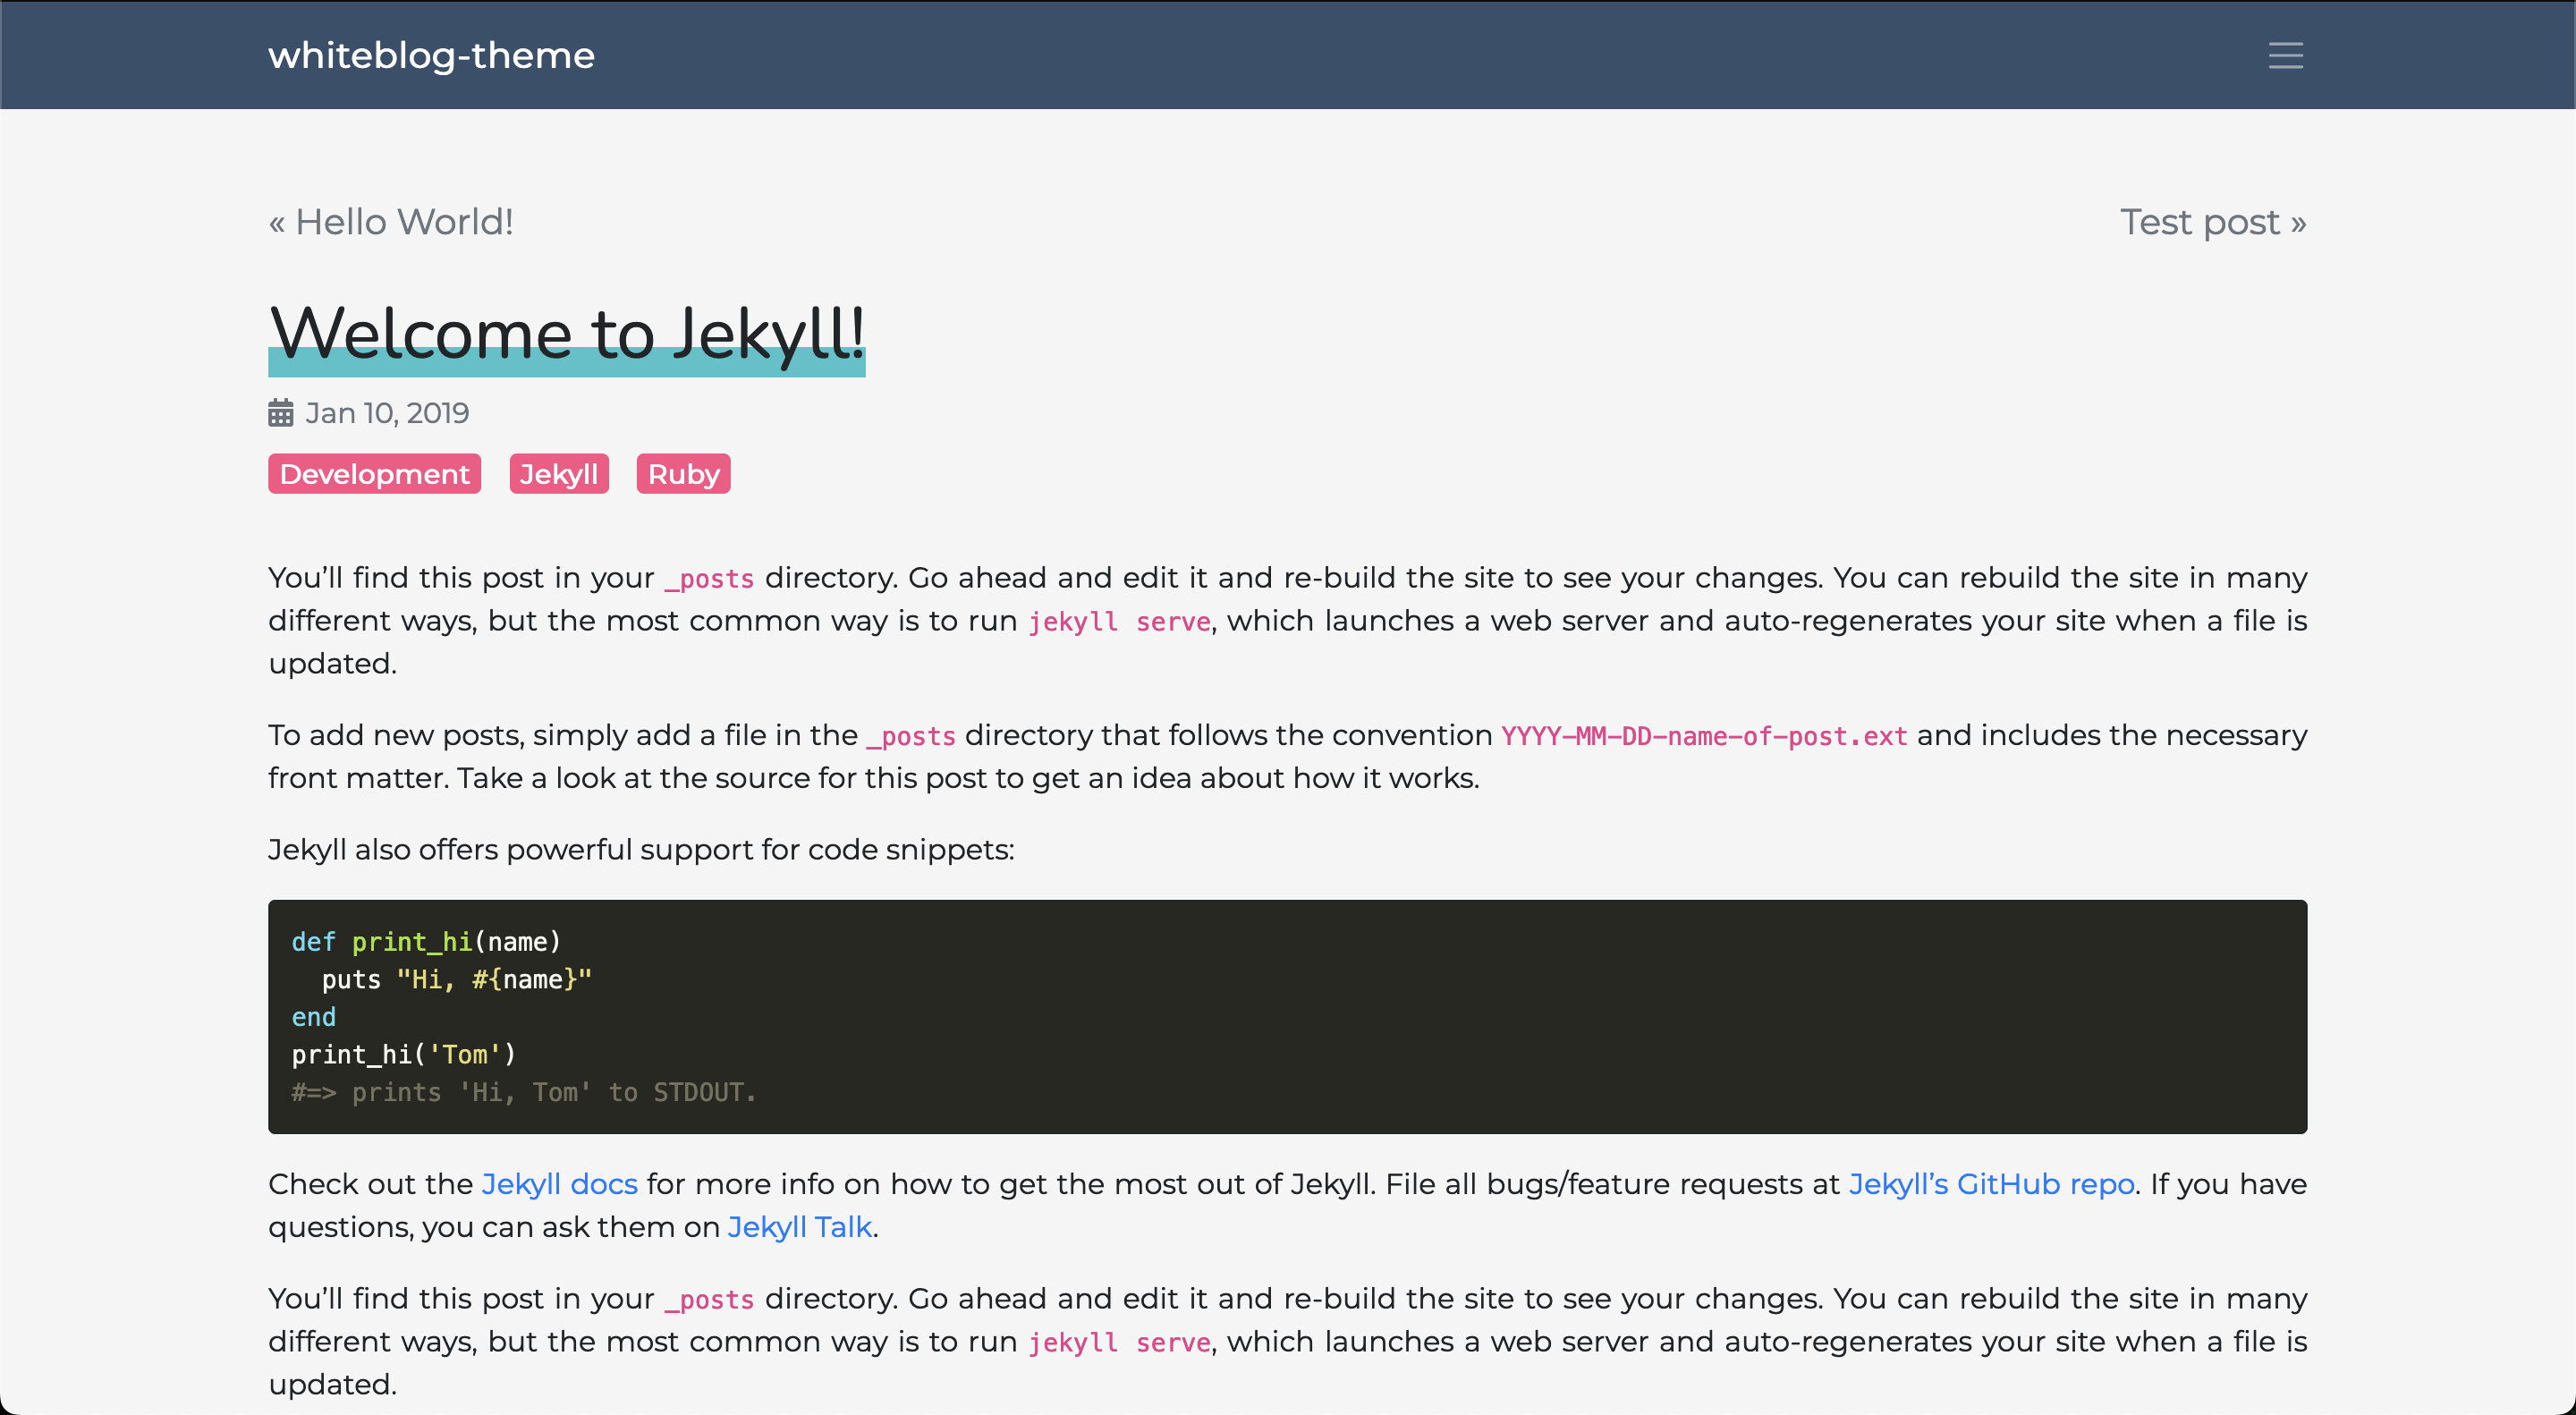 whiteblog-theme
« Hello World!
Test post »
Welcome to Jekyll!
Jan 10, 2019
Development Jekyll Ruby
You’ll find this post in your _posts directory. Go ahead and edit it and re-build the site to see your changes. You can rebuild the site in many
different ways, but the most common way is to run jekyll serve, which launches a web server and auto-regenerates your site when a file is
updated.
To add new posts, simply add a file in the _posts directory that follows the convention YYYY-MM-DD-name-of-post.ext and includes the necessary
front matter. Take a look at the source for this post to get an idea about how it works.
Jekyll also offers powerful support for code snippets:
def print_hi(name)
  puts "Hi, #{name}"
end
print_hi('Tom')
#=> prints 'Hi, Tom' to STDOUT.
Check out the Jekyll docs for more info on how to get the most out of Jekyll. File all bugs/feature requests at Jekyll’s GitHub repo. If you have
questions, you can ask them on Jekyll Talk.
You’ll find this post in your _posts directory. Go ahead and edit it and re-build the site to see your changes. You can rebuild the site in many
different ways, but the most common way is to run jekyll serve, which launches a web server and auto-regenerates your site when a file is
updated.